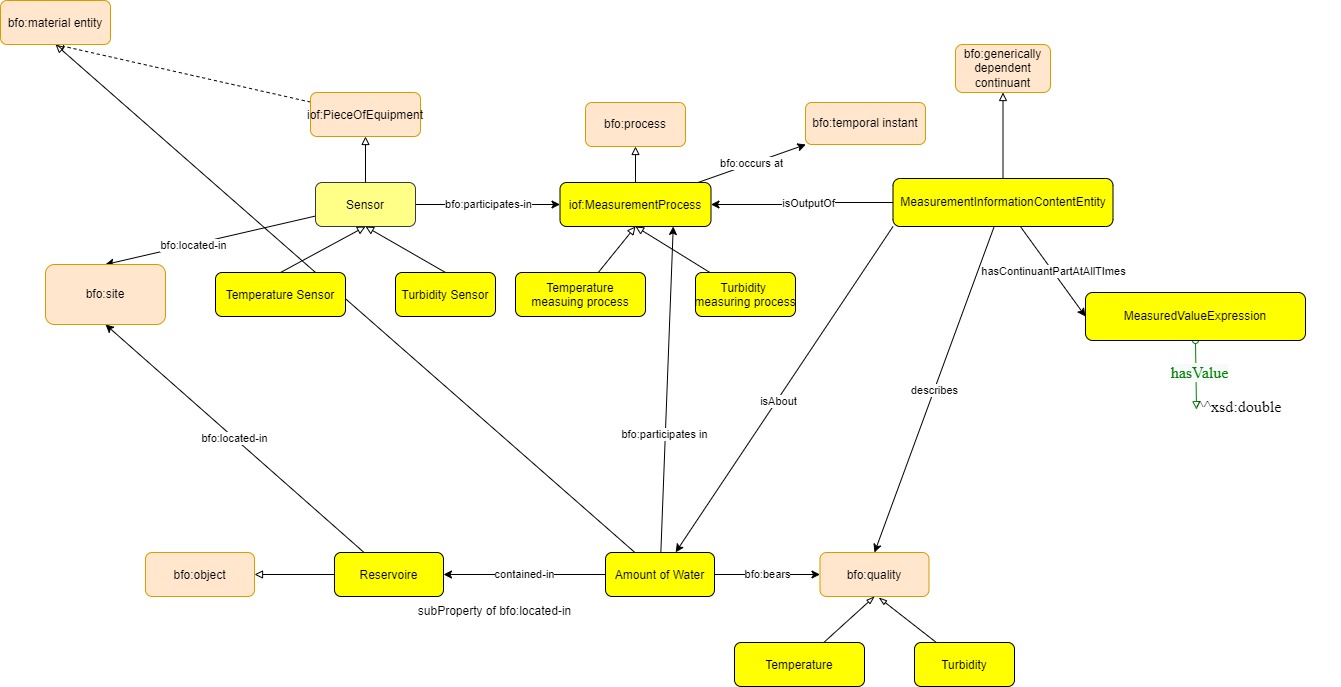 bfo:material entity
bfo:generically
dependent
continuant
iof:PieceOfEquipment
bfo:process
bfo:temporal instant
bfo:occurs at
Sensor
bfo:participates-in
iof:MeasurementProcess
isOutputOf
MeasurementInformationContentEntity
bfo:located-in
hasContinuantPartAtAllTImes
bfo:site
Temperature Sensor
Turbidity Sensor
Temperature
measuing process
Turbidity
measuring process
MeasuredValueExpression
hasValue
^^xsd:double
describes
isAbout
bfo:participates in
bfo:located-in
bfo:object
Reservoire
contained-in
Amount of Water
bfo:bears
bfo:quality
subProperty of bfo:located-in
Temperature
Turbidity